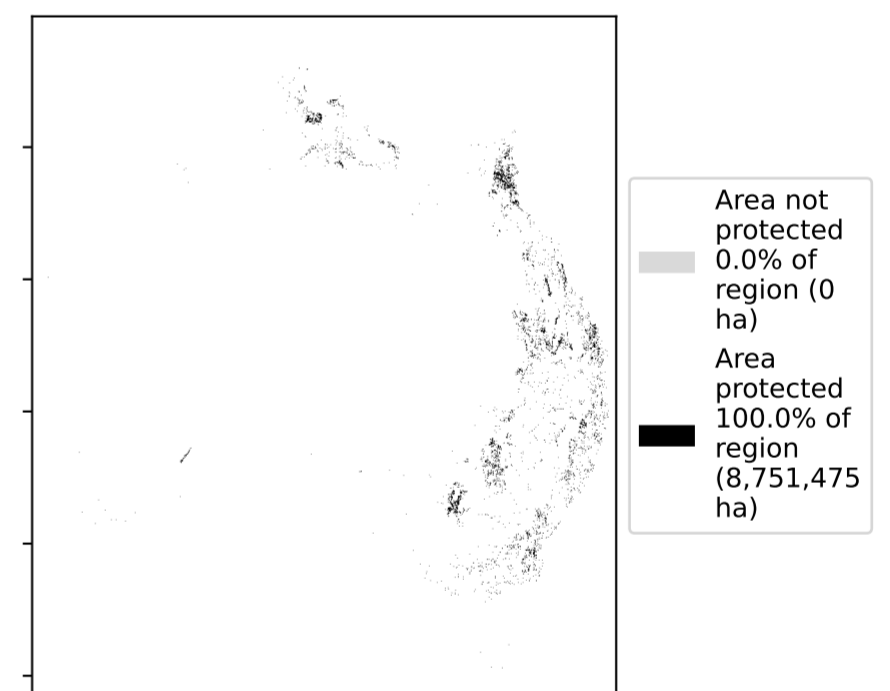 Area not
protected
0.0% of
region (0
ha)
Area
protected
100.0% of
region
(8,751,475
ha)